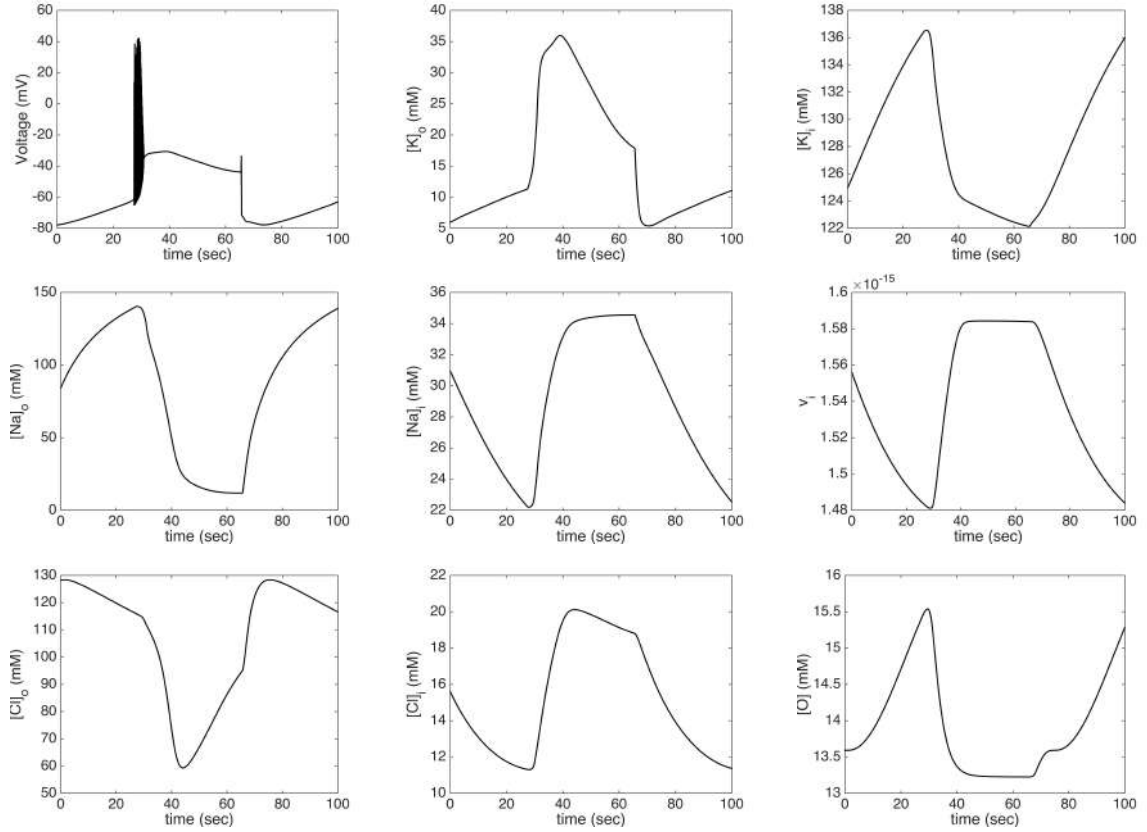 Voltage (mV)
60
40
20
0
-20
-40
-60
-80
0 20 40 60 80 100
time (sec)
[K]o (mM)
40
35
30
25
20
15
10
5
0 20 40 60 80 100
time (sec)
[K]i (mM)
136
134
132
130
128
126
124
122
0 20 40 60 80 100
time (sec)
[Na]o (mM)
150
100
50
0
0 20 40 60 80 100
time (sec)
[Na]i (mM)
36
34
32
30
28
26
24
22
0 20 40 60 80 100
time (sec)
vi
×10-15
1.6
1.58
1.56
1.54
1.52
1.5
1.48
0 20 40 60 80 100
time (sec)
[Cl]o (mM)
130
120
110
100
90
80
70
60
50
0 20 40 60 80 100
time (sec)
[Cl]i (mM)
22
20
18
16
14
12
10
0 20 40 60 80 100
time (sec)
[O] (mM)
16
15.5
15
14.5
14
13.5
13
0 20 40 60 80 100
time (sec)